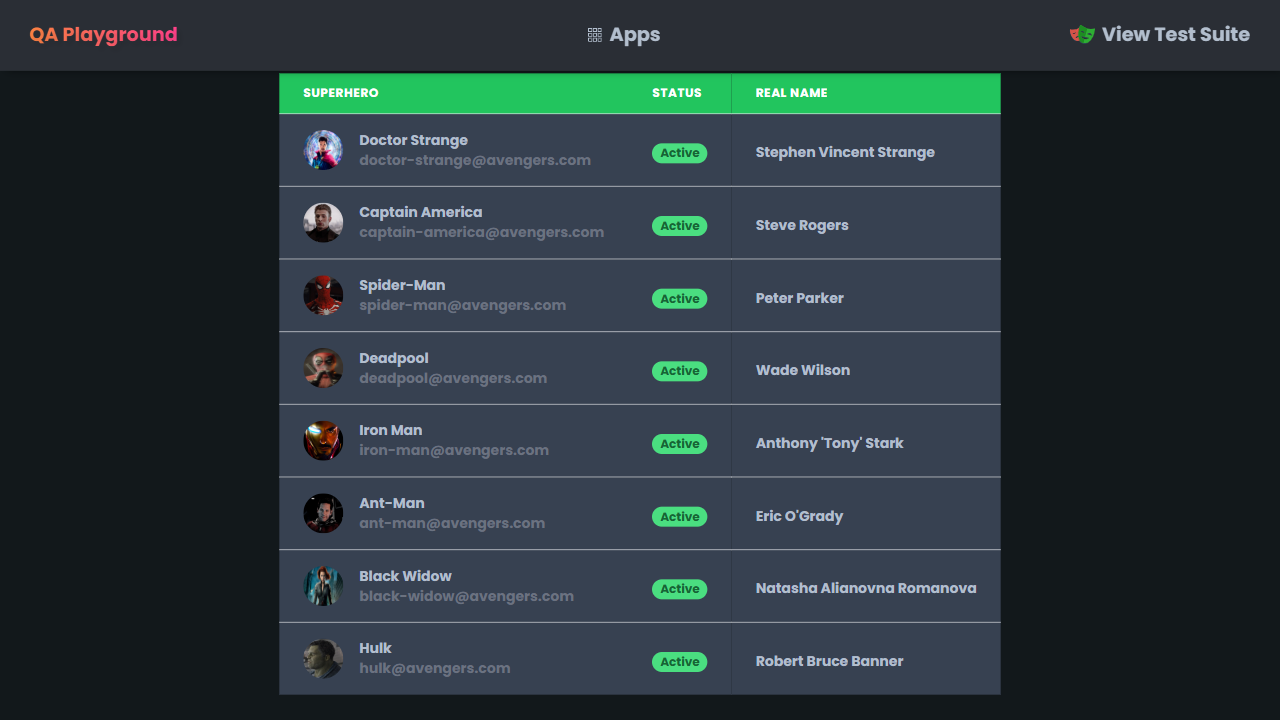 QA Playground
Apps
View Test Suite
SUPERHERO STATUS REAL NAME
Doctor Strange
doctor-strange@avengers.com
Active
Stephen Vincent Strange
Captain America
captain-america@avengers.com
Active
Steve Rogers
Spider-Man
spider-man@avengers.com
Active
Peter Parker
Deadpool
deadpool@avengers.com
Active
Wade Wilson
Iron Man
iron-man@avengers.com
Active
Anthony 'Tony' Stark
Ant-Man
ant-man@avengers.com
Active
Eric O'Grady
Black Widow
black-widow@avengers.com
Active
Natasha Alianovna Romanova
Hulk
hulk@avengers.com
Active
Robert Bruce Banner